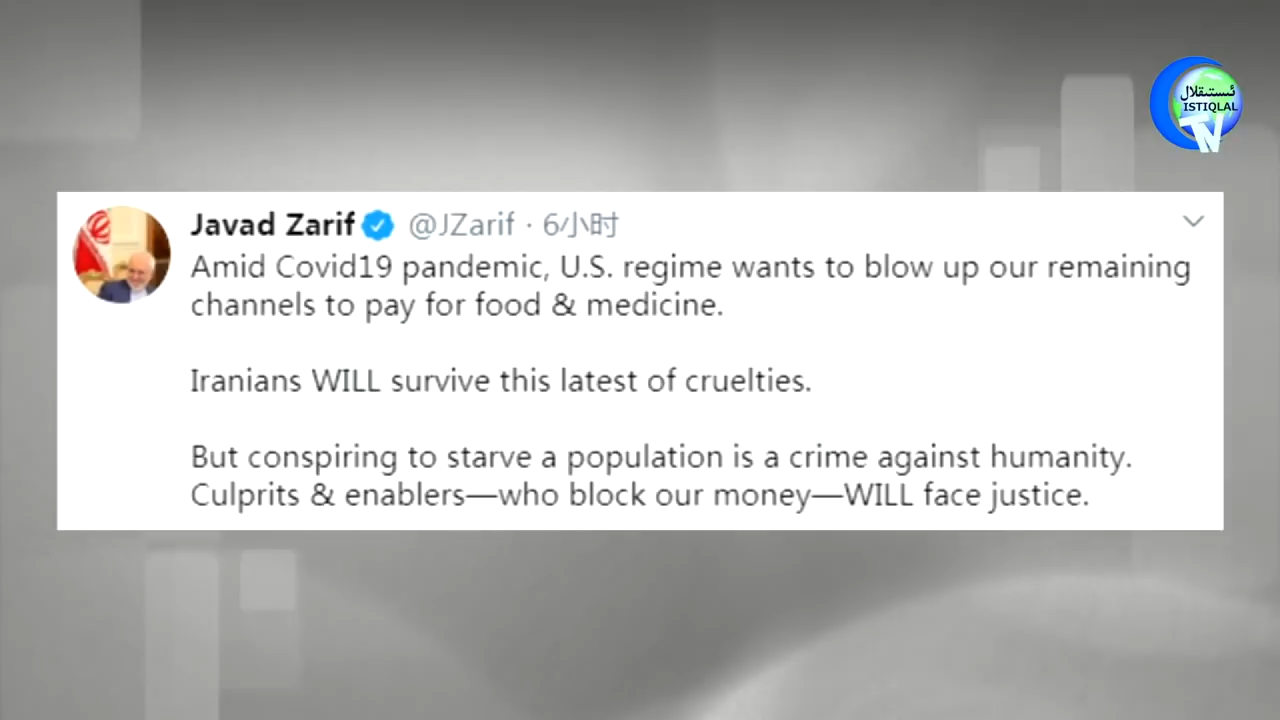 ئىستىقلال
ISTIQLAL
TV
Javad Zarif @JZarif · 6小时
Amid Covid19 pandemic, U.S. regime wants to blow up our remaining
channels to pay for food & medicine.
Iranians WILL survive this latest of cruelties.
But conspiring to starve a population is a crime against humanity.
Culprits & enablers—who block our money—WILL face justice.